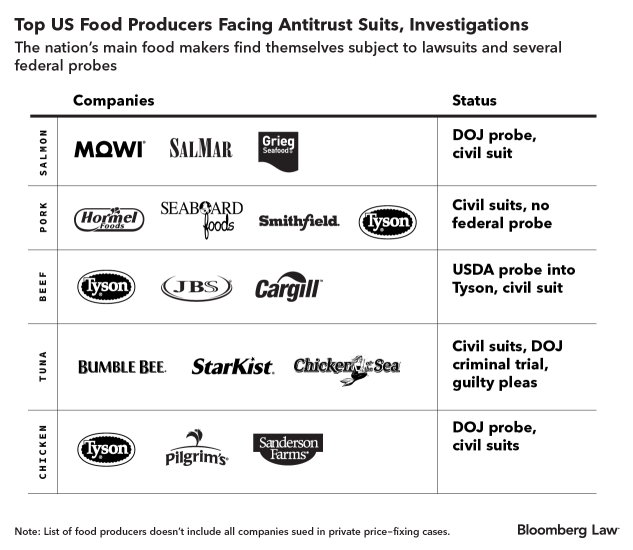 Top US Food Producers Facing Antitrust Suits, Investigations
The nation's main food makers find themselves subject to lawsuits and several
federal probes
Companies
Status
SALMON
MOWI
SALMAR
Grieg
Seafoods
DOJ probe,
civil suit
PORK
Hormel
Foods
SEABOARD
foods
Smithfield.
Tyson
Civil suits, no
federal probe
BEEF
Tyson
JBS
Cargill
USDA probe into
Tyson, civil suit
TUNA
BUMBLE BEE.
StarKist.
Chicken of the Sea
Civil suits, DOJ
criminal trial,
guilty pleas
CHICKEN
Tyson
Pilgrim's
Sanderson
Farms
DOJ probe,
civil suits
Note: List of food producers doesn't include all companies sued in private price-fixing cases.
Bloomberg Law